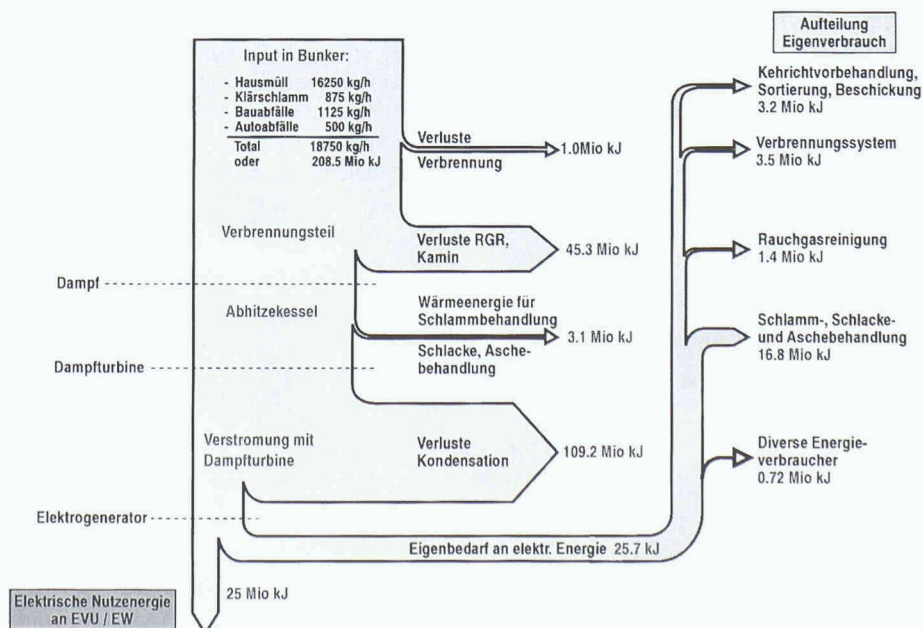 Aufteilung
Eigenverbrauch
Input in Bunker:
- Hausmüll 16250 kg/h
- Klärschlamm 875 kg/h
- Bauabfälle 1125 kg/h
- Autoabfälle 500 kg/h
Total 18750 kg/h
oder 208.5 Mio kJ
Verluste
Verbrennung
1.0Mio kJ
Kehrichtvorbehandlung,
Sortierung, Beschickung
3.2 Mio kJ
Verbrennungssystem
3.5 Mio kJ
Verbrennungsteil
Verluste RGR,
Kamin
45.3 Mio kJ
Rauchgasreinigung
1.4 Mio kJ
Dampf
Abhitzekessel
Wärmeenergie für
Schlammbehandlung
3.1 Mio kJ
Schlacke, Asche-
behandlung
Schlamm-, Schlacke-
und Aschebehandlung
16.8 Mio kJ
Dampfturbine
Verstromung mit
Dampfturbine
Verluste
Kondensation
109.2 Mio kJ
Diverse Energie-
verbraucher
0.72 Mio kJ
Elektrogenerator
Eigenbedarf an elektr. Energie 25.7 kJ
25 Mio kJ
Elektrische Nutzenergie
an EVU / EW